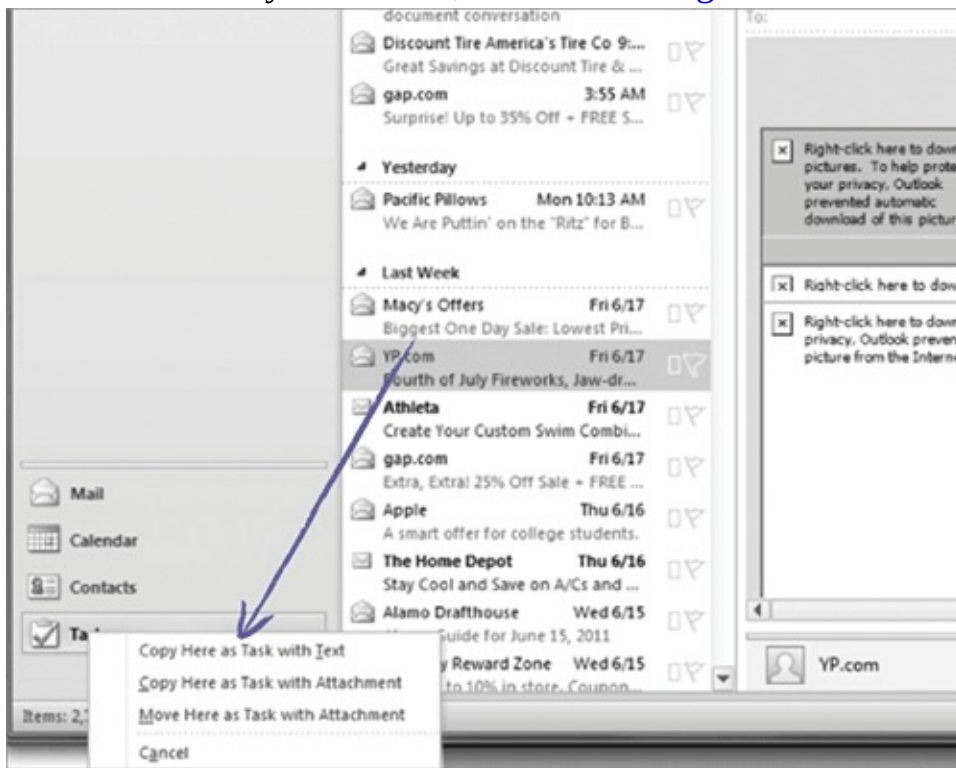 document conversation
Discount Tire America's Tire Co 9:...
Great Savings at Discount Tire & ...
gap.com 3:55 AM
Surprise! Up to 35% Off + FREE S...
Yesterday
Pacific Pillows Mon 10:13 AM
We Are Puttin' on the "Ritz" for B...
Last Week
Macy's Offers Fri 6/17
Biggest One Day Sale: Lowest Pri...
YP.com Fri 6/17
Fourth of July Fireworks, Jaw-dr...
Athleta Fri 6/17
Create Your Custom Swim Combi...
gap.com Fri 6/17
Extra, Extra! 25% Off Sale + FREE ...
Apple Thu 6/16
A smart offer for college students.
The Home Depot Thu 6/16
Stay Cool and Save on A/Cs and ...
Alamo Drafthouse Wed 6/15
Guide for June 15, 2011
y Reward Zone Wed 6/15
to 10% in store. Coupon...
Mail
Calendar
Contacts
Ta
Items: 2,
Copy Here as Task with Text
Copy Here as Task with Attachment
Move Here as Task with Attachment
Cancel
To:
Right-click here to down
pictures. To help prote
your privacy, Outlook
prevented automatic
download of this pictur
Right-click here to dow
Right-click here to down
privacy, Outlook preven
picture from the Interne
YP.com